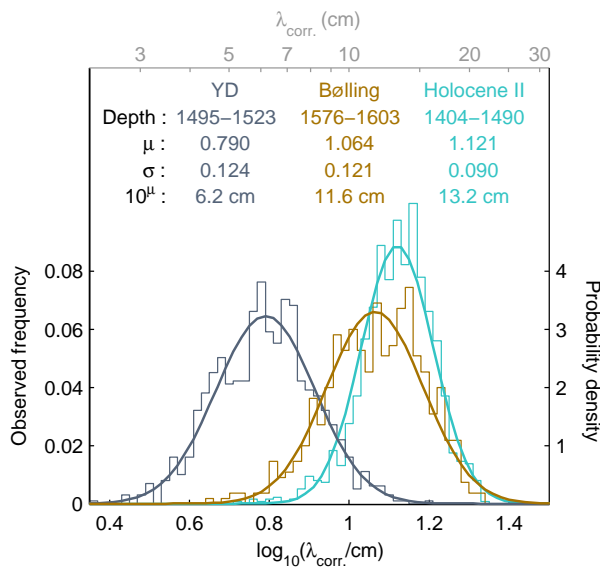 λcorr. (cm)
3 5 7 10 20 30
YD Bølling Holocene II
Depth : 1495–1523 1576–1603 1404–1490
μ : 0.790 1.064 1.121
σ : 0.124 0.121 0.090
10^μ : 6.2 cm 11.6 cm 13.2 cm
Observed frequency
0.08
0.06
0.04
0.02
0
4
3
2
1
Probability density
0.4 0.6 0.8 1 1.2 1.4
log10(λcorr./cm)